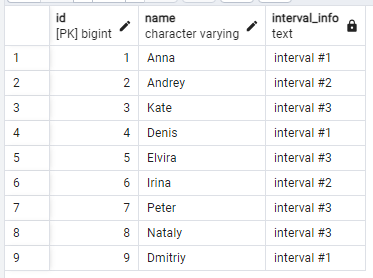 id name interval_info
[PK] bigint character varying text
1 1 Anna interval #1
2 2 Andrey interval #2
3 3 Kate interval #3
4 4 Denis interval #1
5 5 Elvira interval #3
6 6 Irina interval #2
7 7 Peter interval #3
8 8 Nataly interval #3
9 9 Dmitriy interval #1